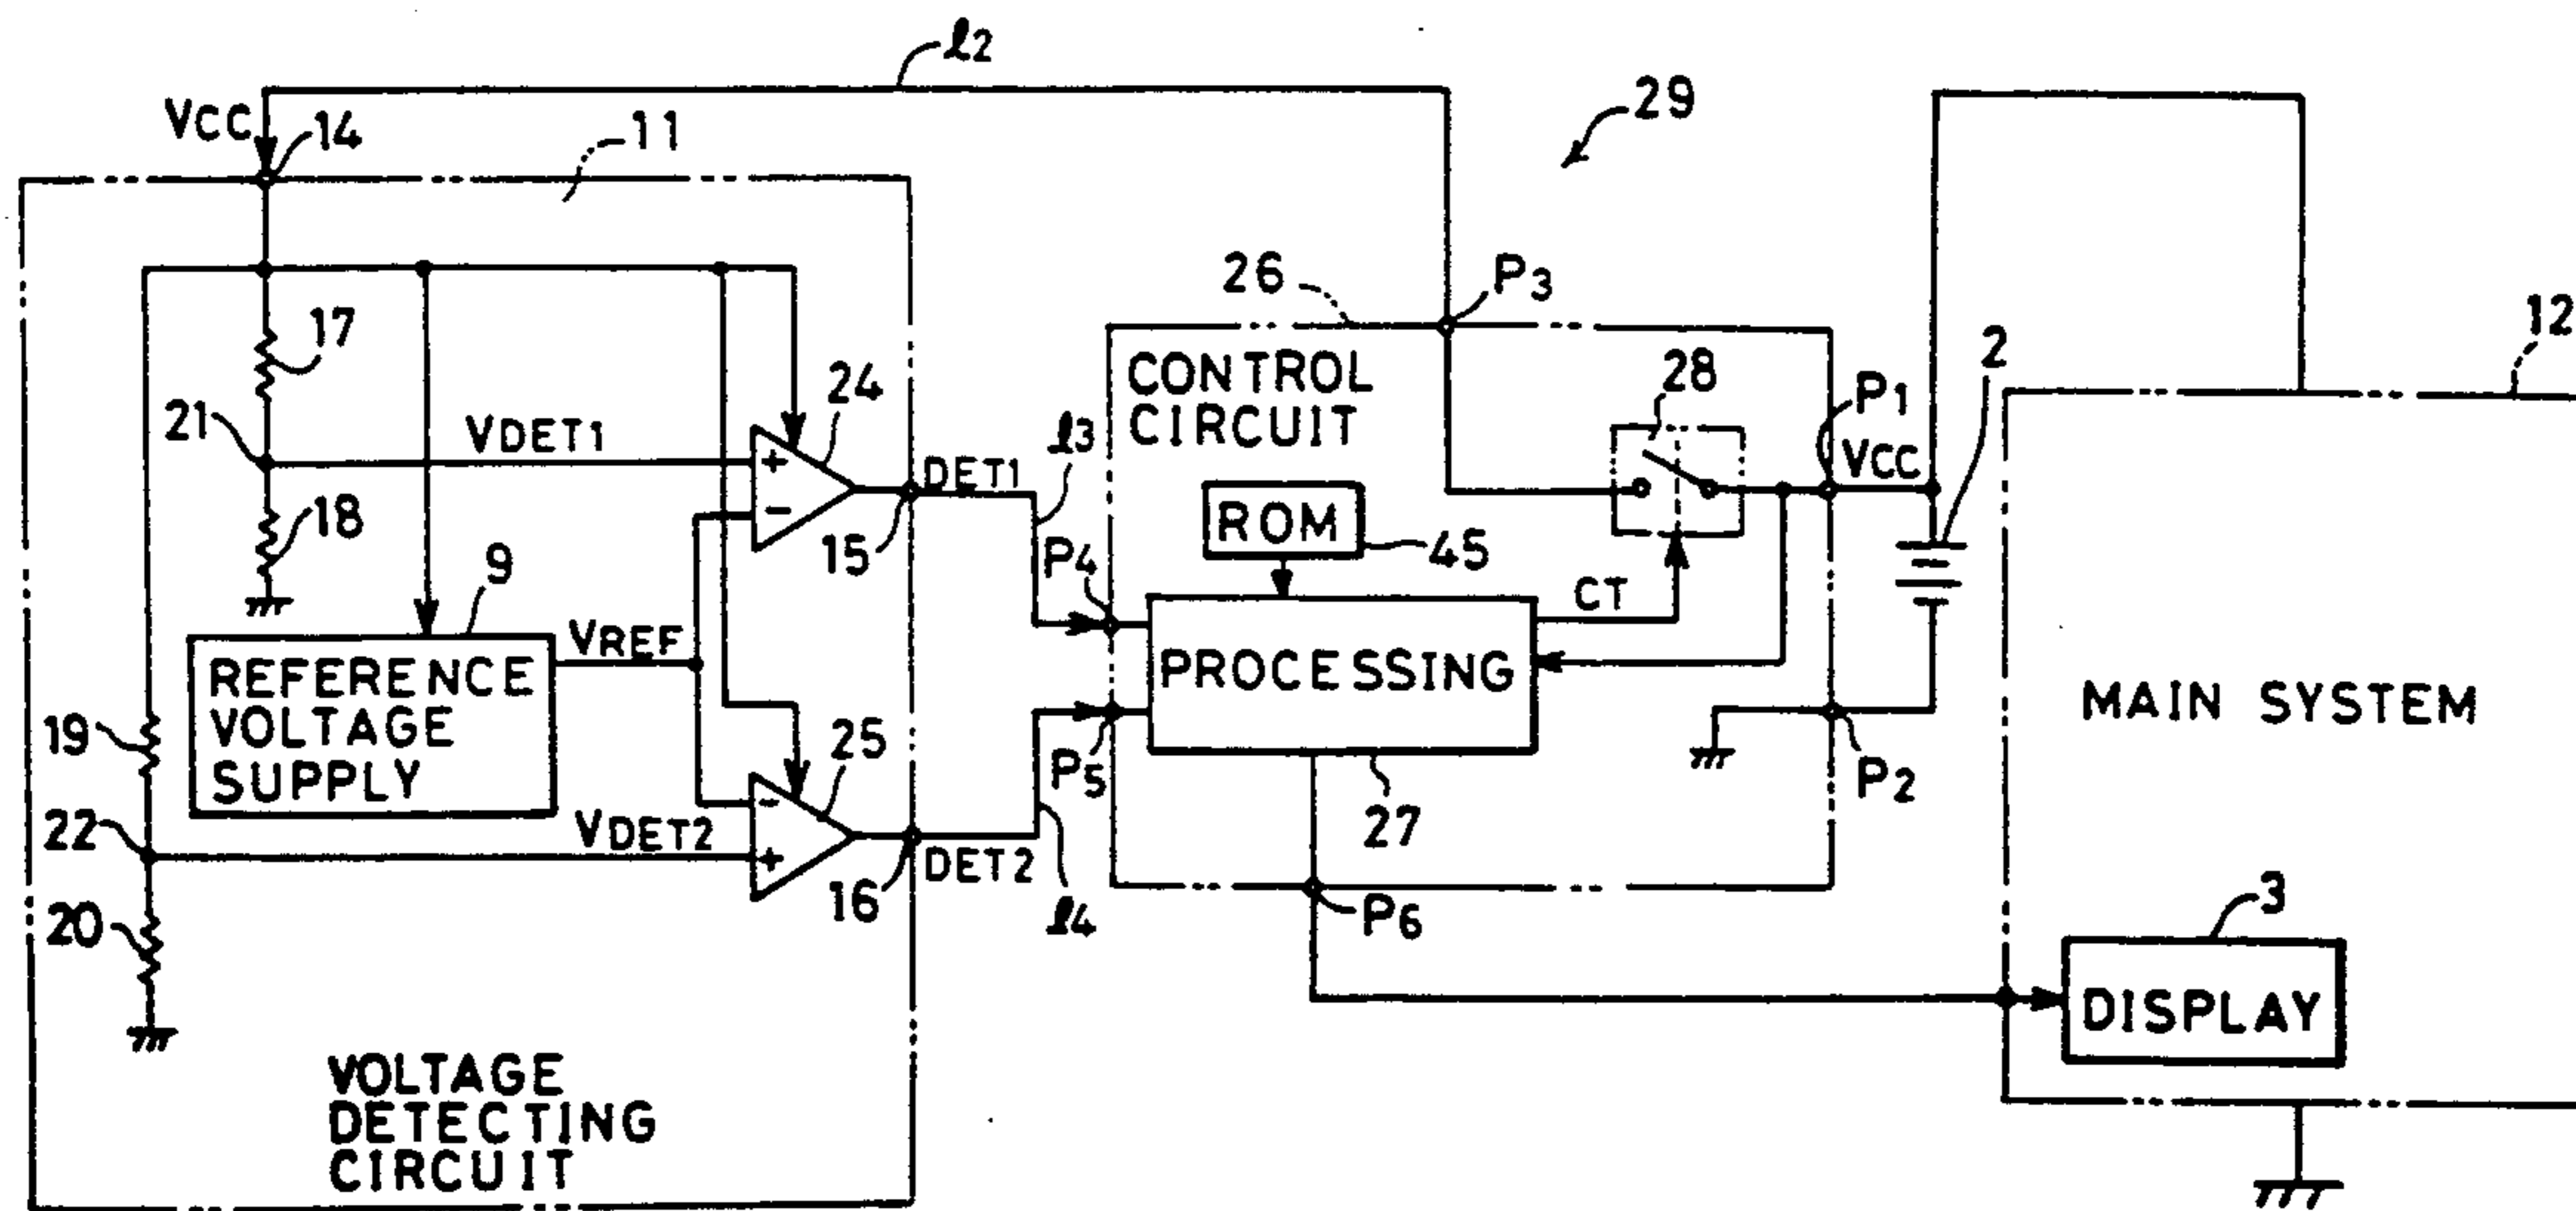 l2
29
VCC
14
11
26
P3
12
17
CONTROL
CIRCUIT
28
P1
2
24
21
VDET1
l3
VCC
DET1
18
ROM
15
P4
45
9
CT
VREF
REFERENCE
VOLTAGE
SUPPLY
PROCESSING
MAIN SYSTEM
19
25
P5
P2
22
VDET2
27
16
DET2
20
l4
P6
3
DISPLAY
VOLTAGE
DETECTING
CIRCUIT
+
-
-
+